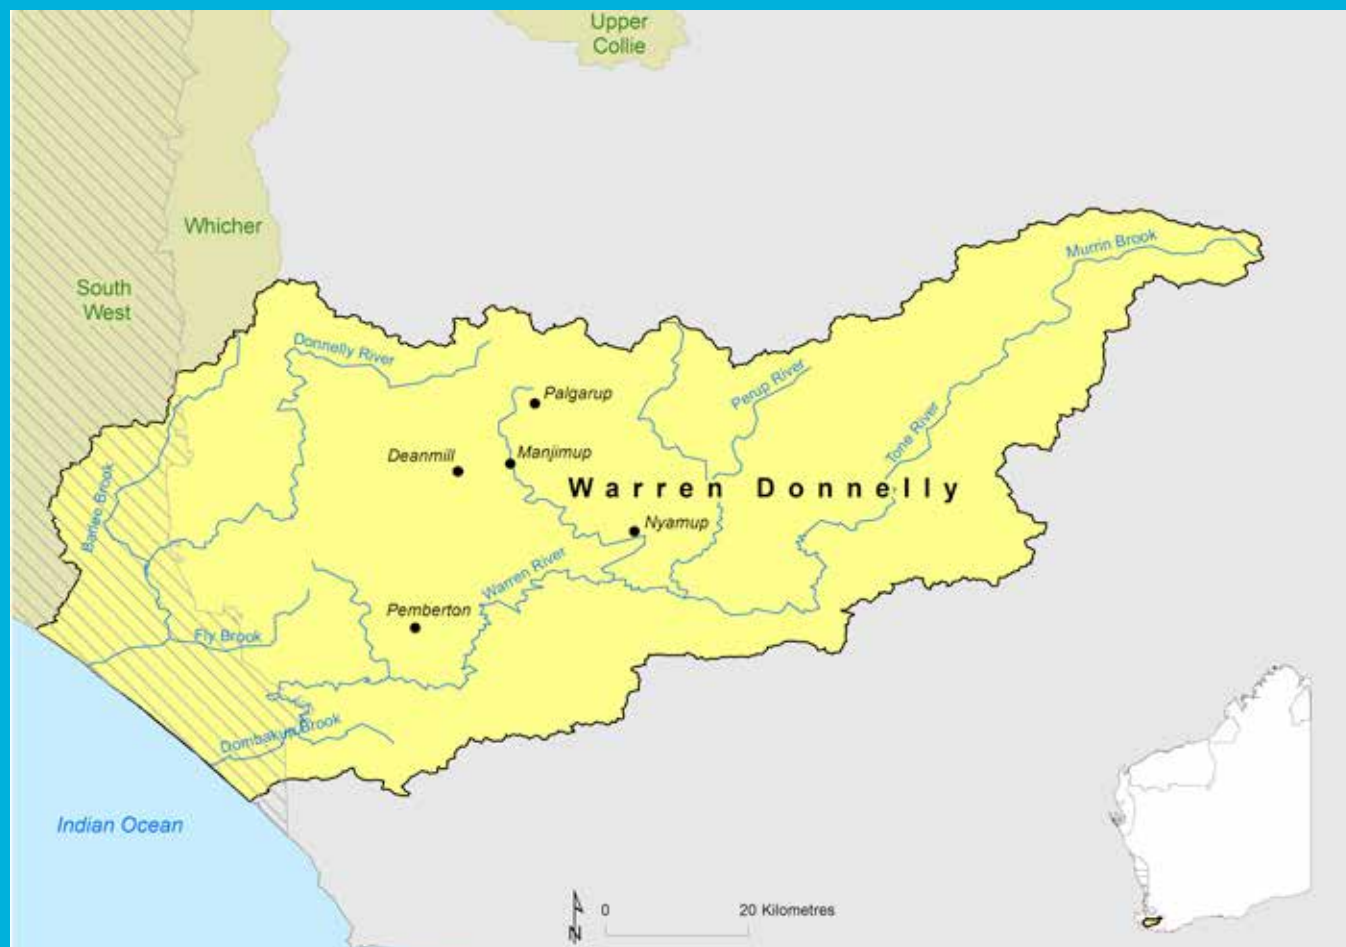 Upper
Collie
Whicher
Murrin Brook
South
West
Donnelly River
Perup River
Palgarup
Tone River
Deanmill
Manjimup
Warren Donnelly
Barlee Brook
Nyamup
Warren River
Pemberton
Fly Brook
Dombakup Brook
Indian Ocean
N
0
20 Kilometres